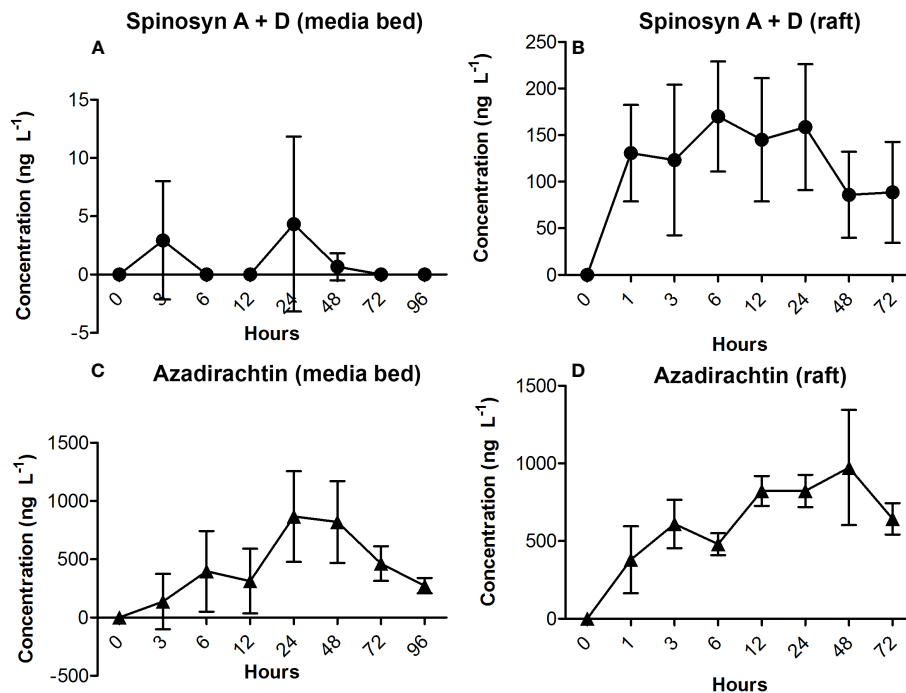 Spinosyn A + D (media bed)
A
Concentration (ng L⁻¹)
15
10
5
0
-5
0 3 6 12 24 48 72 96
Hours
Spinosyn A + D (raft)
B
Concentration (ng L⁻¹)
250
200
150
100
50
0
0 1 3 6 12 24 48 72
Hours
C
Azadirachtin (media bed)
Concentration (ng L⁻¹)
1500
1000
500
0
-500
0 3 6 12 24 48 72 96
Hours
D
Azadirachtin (raft)
Concentration (ng L⁻¹)
1500
1000
500
0
0 1 3 6 12 24 48 72
Hours